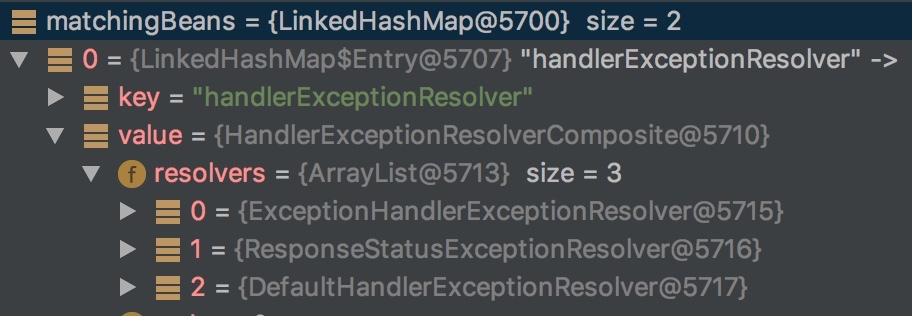 matchingBeans = {LinkedHashMap@5700} size = 2
0 = {LinkedHashMap$Entry@5707} "handlerExceptionResolver" ->
key = "handlerExceptionResolver"
value = {HandlerExceptionResolverComposite@5710}
f resolvers = {ArrayList@5713} size = 3
0 = {ExceptionHandlerExceptionResolver@5715}
1 = {ResponseStatusExceptionResolver@5716}
2 = {DefaultHandlerExceptionResolver@5717}